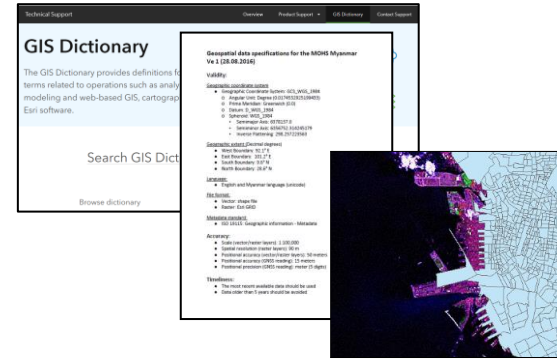 Technical Support
Overview
Product Support
GIS Dictionary
Contact Support
GIS Dictionary
The GIS Dictionary provides definitions f
terms related to operations such as analy
modeling and web-based GIS, cartograp
Esri software.
Search GIS Dict
Browse dictionary
Geospatial data specifications for the MOHS Myanmar
Ve 1 (28.08.2016)
Validity:
Geographic coordinate system
Geographic Coordinate System: GCS_WGS_1984
Angular Unit: Degree (0.0174532925199433)
Prime Meridian: Greenwich (0.0)
Datum: D_WGS_1984
Spheroid: WGS_1984
Semimajor Axis: 6378137.0
Semiminor Axis: 6356752.314245179
Inverse Flattening: 298.257223563
Geographic extent (Decimal degrees)
West Boundary: 92.1° E
East Boundary: 101.2° E
South Boundary: 9.5° N
North Boundary: 28.6° N
Language:
English and Myanmar language (unicode)
File format:
Vector: shape file
Raster: Esri GRID
Metadata standard:
ISO 19115: Geographic information - Metadata
Accuracy:
Scale (vector/raster layers): 1:100,000
Spatial resolution (raster layers): 90 m
Positional accuracy (vector/raster layers): 50 meters
Positional accuracy (GNSS reading): 15 meters
Positional precision (GNSS reading): meter (5 digits)
Timeliness:
The most recent available data should be used
Data older than 5 years should be avoided